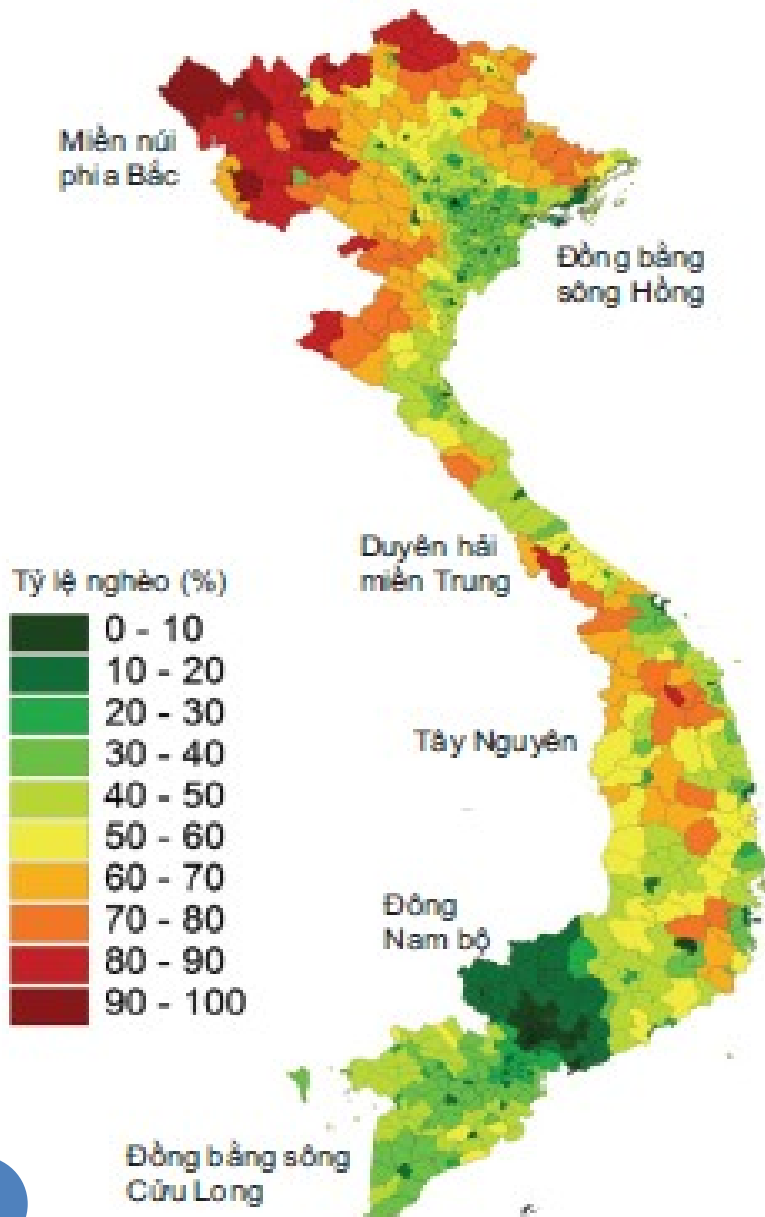 Miền núi
phía Bắc
Đồng bằng
sông Hồng
Duyên hải
miền Trung
Tỷ lệ nghèo (%)
0 - 10
10 - 20
20 - 30
30 - 40
40 - 50
50 - 60
60 - 70
70 - 80
80 - 90
90 - 100
Tây Nguyên
Đông
Nam bộ
Đồng bằng sông
Cửu Long